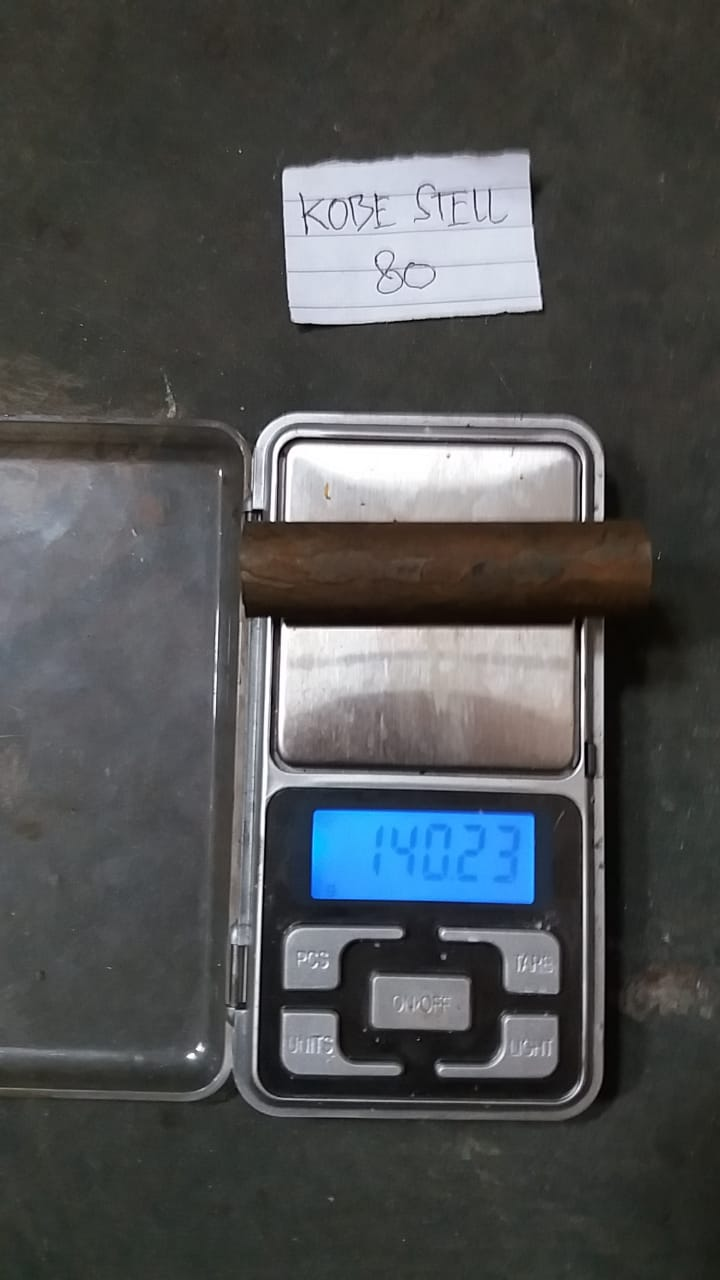 KOBE STELL
80
14023
g
PCS
TARE
ON/OFF
UNITS
LIGHT